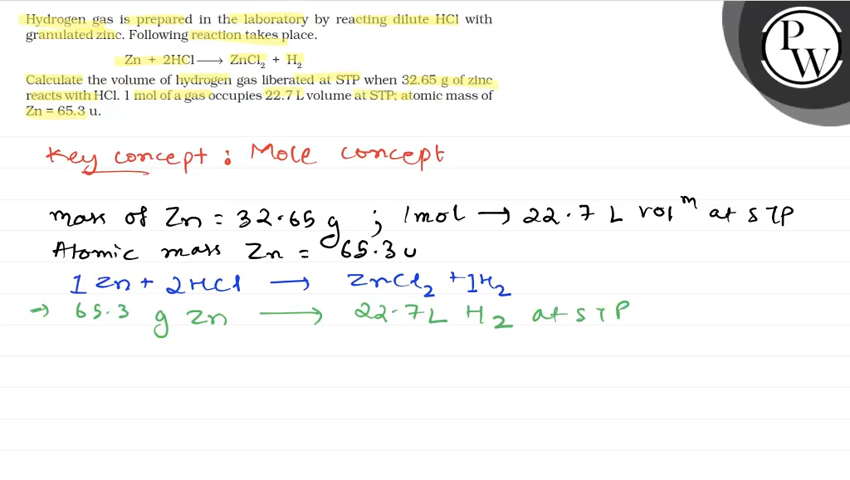 Hydrogen gas is prepared in the laboratory by reacting dilute HCl with
granulated zinc. Following reaction takes place.
Zn + 2HCl⟶ ZnCl₂ + H₂
Calculate the volume of hydrogen gas liberated at STP when 32.65 g of zinc
reacts with HCl. 1 mol of a gas occupies 22.7 L volume at STP; atomic mass of
Zn = 65.3 u.
P
W
Key concept : Mole concept
mass of Zn = 32.65 g ; 1mol → 22.7 L volᵐ at STP
Atomic mass Zn = 65.3 u
1 Zn + 2HCl ⟶ ZnCl₂ + 1H₂
→ 65.3 g Zn ⟶ 22.7L H₂ at STP